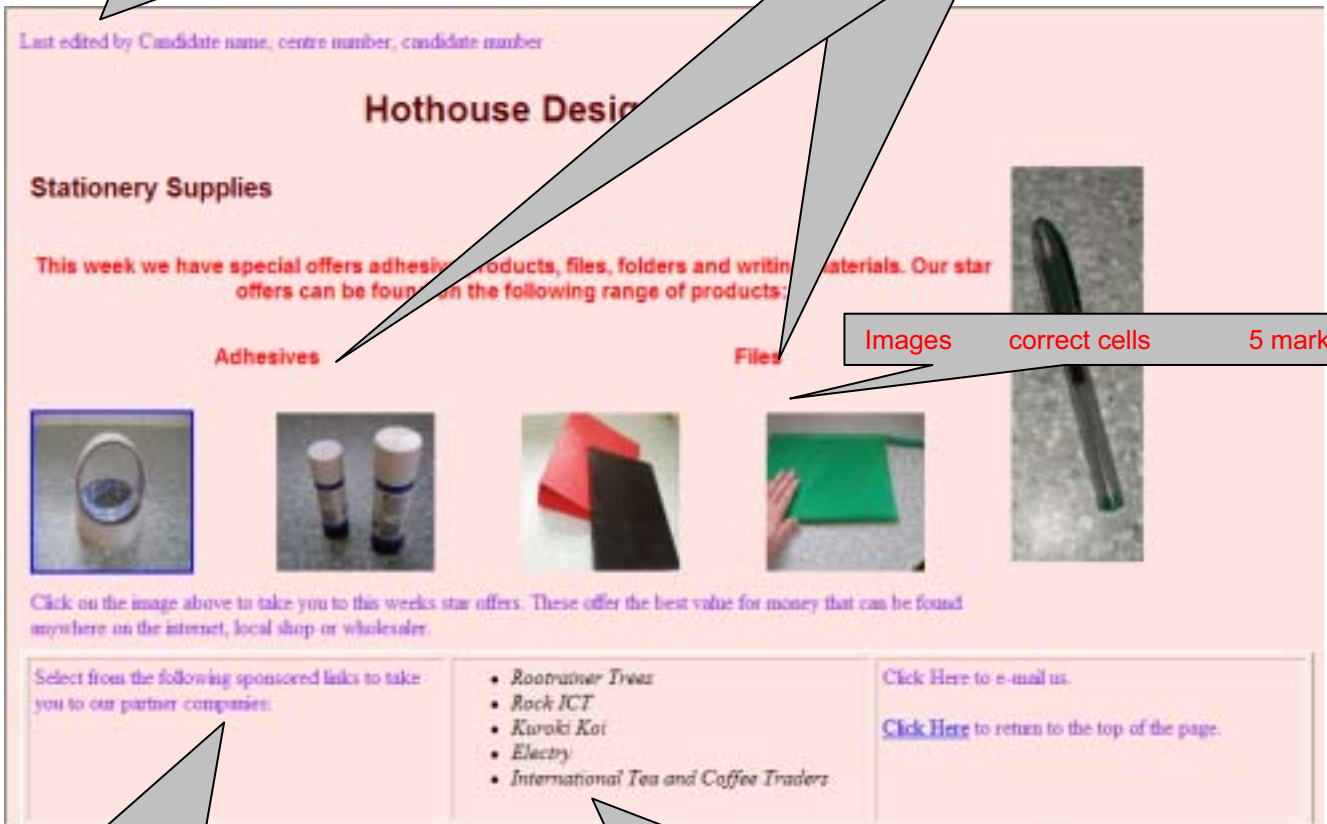 Last edited by Candidate name, centre number, candidate number
Hothouse Desig
Stationery Supplies
This week we have special offers adhesive products, files, folders and writing materials. Our star
offers can be found on the following range of products:
Adhesives Files
Images correct cells 5 mark
Click on the image above to take you to this weeks star offers. These offer the best value for money that can be found
anywhere on the internet, local shop or wholesaler.
Select from the following sponsored links to take
you to our partner companies:
• Rootrainer Trees
• Rock ICT
• Kuroki Koi
• Electry
• International Tea and Coffee Traders
Click Here to e-mail us.
Click Here to return to the top of the page.